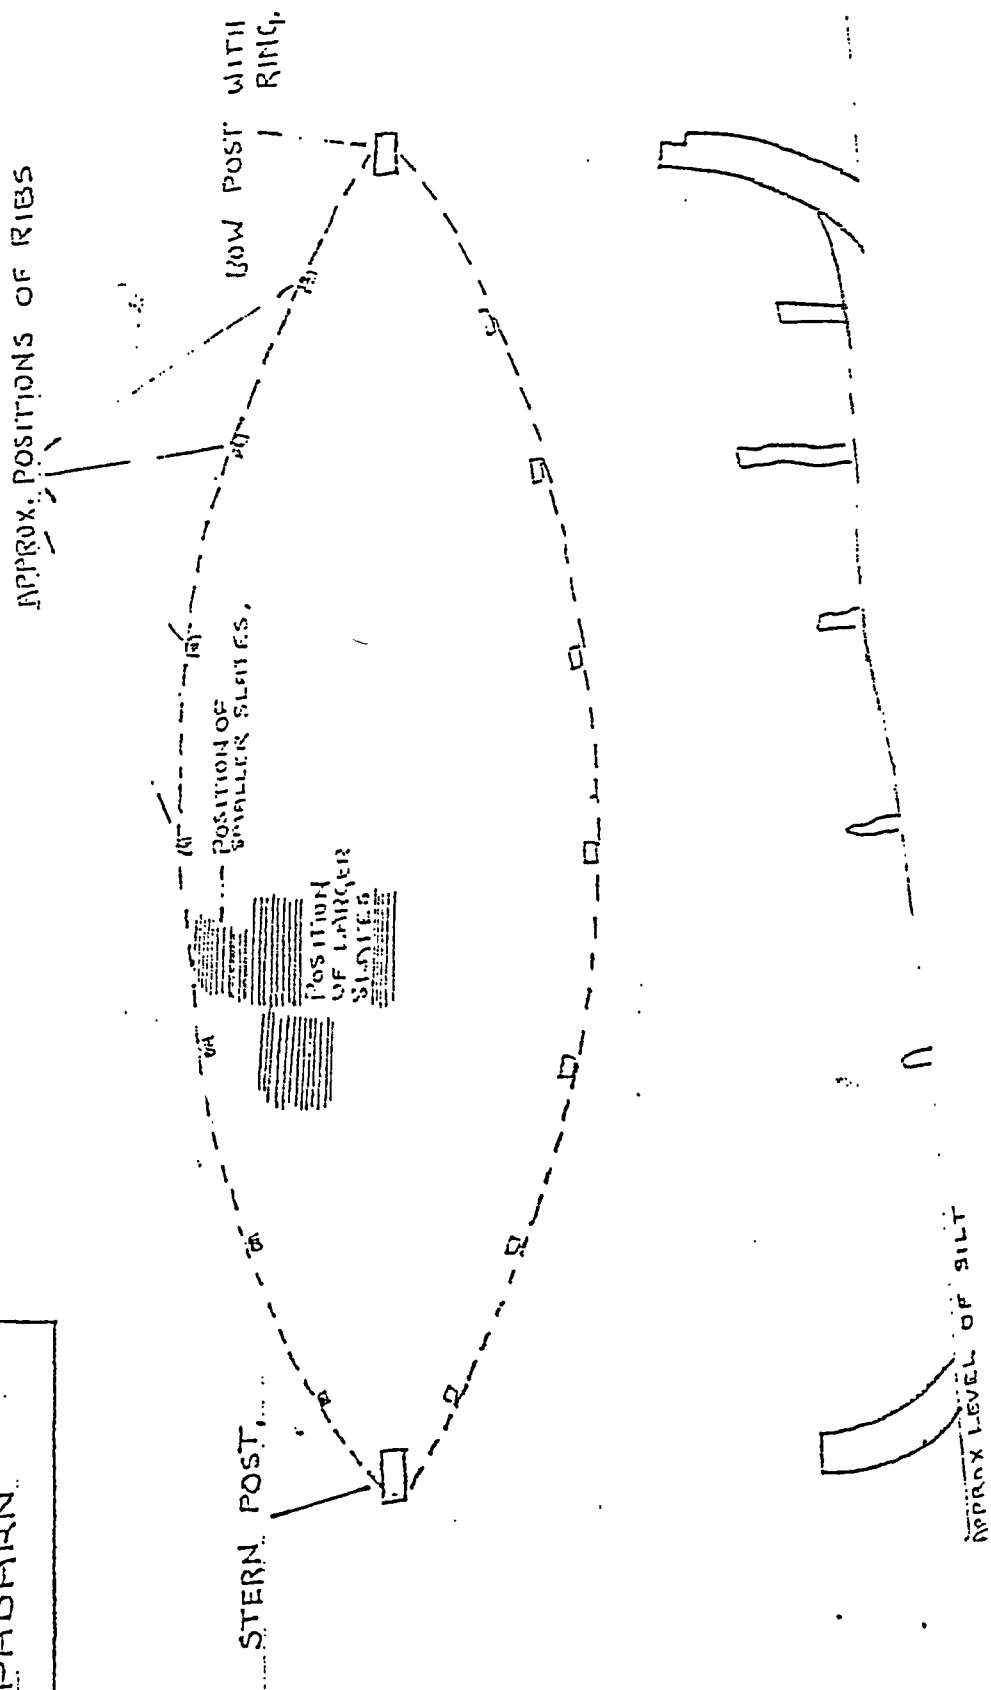 PADARN
APPROX. POSITIONS OF RIBS
BOW POST WITH
RING.
POSITION OF
SMALLER SLATES.
POSITION
OF LARGER
SLATES
STERN POST.
APPROX LEVEL OF SILT